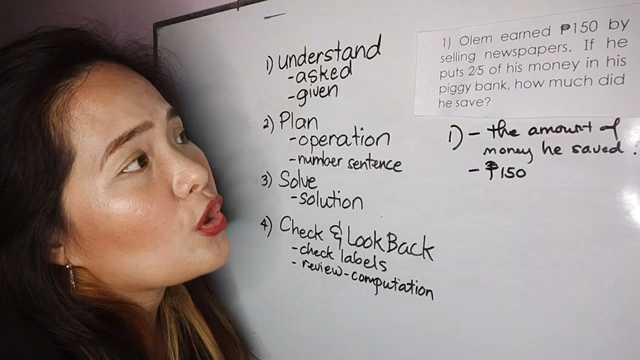 1) Understand
- asked
- given
2) Plan
- operation
- number sentence
3) Solve
- solution
4) Check & Look Back
- check labels
- review - computation
1) Olem earned ₱150 by
selling newspapers. If he
puts 2/5 of his money in his
piggy bank, how much did
he save?
1) - the amount of
money he saved.
- ₱150